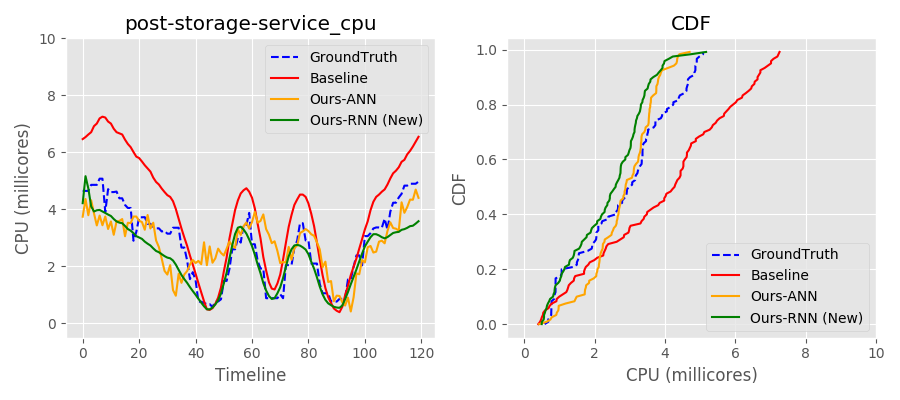 post-storage-service_cpu
CPU (millicores)
10
8
6
4
2
0
0 20 40 60 80 100 120
Timeline
GroundTruth
Baseline
Ours-ANN
Ours-RNN (New)
CDF
CDF
1.0
0.8
0.6
0.4
0.2
0.0
0 2 4 6 8 10
CPU (millicores)
GroundTruth
Baseline
Ours-ANN
Ours-RNN (New)